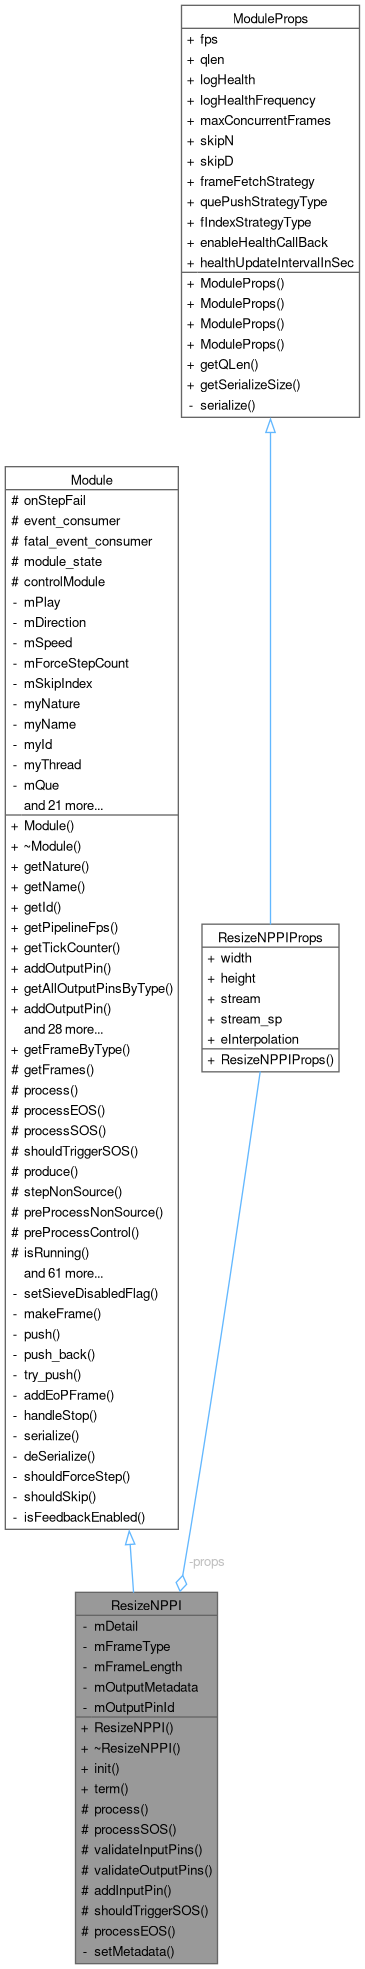 ModuleProps
+ fps
+ qlen
+ logHealth
+ logHealthFrequency
+ maxConcurrentFrames
+ skipN
+ skipD
+ frameFetchStrategy
+ quePushStrategyType
+ fIndexStrategyType
+ enableHealthCallBack
+ healthUpdateIntervalInSec
+ ModuleProps()
+ ModuleProps()
+ ModuleProps()
+ ModuleProps()
+ getQLen()
+ getSerializeSize()
- serialize()
Module
# onStepFail
# event_consumer
# fatal_event_consumer
# module_state
# controlModule
- mPlay
- mDirection
- mSpeed
- mForceStepCount
- mSkipIndex
- myNature
- myName
- myId
- myThread
- mQue
and 21 more...
+ Module()
+ ~Module()
+ getNature()
+ getName()
+ getId()
+ getPipelineFps()
+ getTickCounter()
+ addOutputPin()
+ getAllOutputPinsByType()
+ addOutputPin()
and 28 more...
+ getFrameByType()
# getFrames()
# process()
# processEOS()
# processSOS()
# shouldTriggerSOS()
# produce()
# stepNonSource()
# preProcessNonSource()
# preProcessControl()
# isRunning()
and 61 more...
- setSieveDisabledFlag()
- makeFrame()
- push()
- push_back()
- try_push()
- addEoPFrame()
- handleStop()
- serialize()
- deSerialize()
- shouldForceStep()
- shouldSkip()
- isFeedbackEnabled()
ResizeNPPIProps
+ width
+ height
+ stream
+ stream_sp
+ eInterpolation
+ ResizeNPPIProps()
-props
ResizeNPPI
- mDetail
- mFrameType
- mFrameLength
- mOutputMetadata
- mOutputPinId
+ ResizeNPPI()
+ ~ResizeNPPI()
+ init()
+ term()
# process()
# processSOS()
# validateInputPins()
# validateOutputPins()
# addInputPin()
# shouldTriggerSOS()
# processEOS()
- setMetadata()